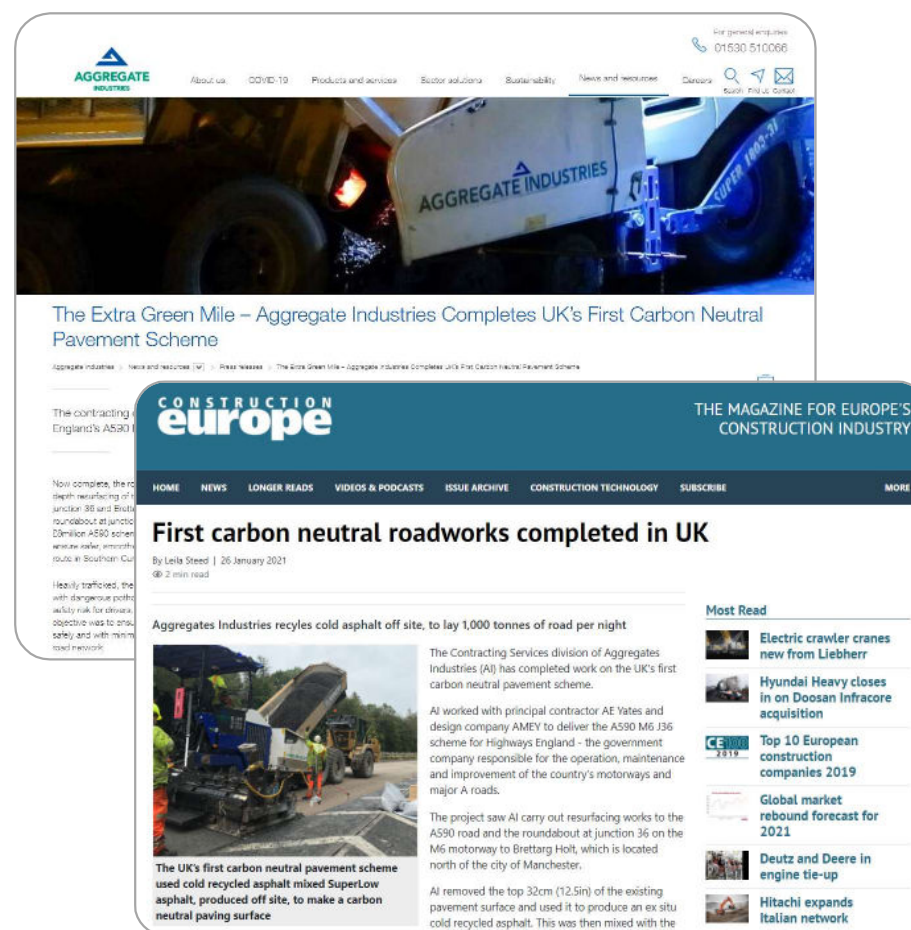 For general enquiries
01530 510066
AGGREGATE
INDUSTRIES
About us COVID-19 Products and services Sector solutions Sustainability News and resources Careers
Search Find us Contact
AGGREGATE INDUSTRIES
SUPER 1803-3i
The Extra Green Mile – Aggregate Industries Completes UK's First Carbon Neutral
Pavement Scheme
Aggregate Industries > News and resources > Press releases > The Extra Green Mile – Aggregate Industries Completes UK's First Carbon Neutral Pavement Scheme
The contracting
England's A590
Now complete, the
depth resurfacing of
junction 36 and
roundabout at
A590
ensure safer,
route in Southern
Heavily trafficked, the
with dangerous
safety risk for drivers,
objective was to
safely and with
road network
CONSTRUCTION
europe
THE MAGAZINE FOR EUROPE'S
CONSTRUCTION INDUSTRY
HOME NEWS LONGER READS VIDEOS & PODCASTS ISSUE ARCHIVE CONSTRUCTION TECHNOLOGY SUBSCRIBE MORE
First carbon neutral roadworks completed in UK
By Leila Steed | 26 January 2021
2 min read
Aggregates Industries recyles cold asphalt off site, to lay 1,000 tonnes of road per night
The Contracting Services division of Aggregates
Industries (AI) has completed work on the UK's first
carbon neutral pavement scheme.
AI worked with principal contractor AE Yates and
design company AMEY to deliver the A590 M6 J36
scheme for Highways England - the government
company responsible for the operation, maintenance
and improvement of the country's motorways and
major A roads.
The project saw AI carry out resurfacing works to the
A590 road and the roundabout at junction 36 on the
M6 motorway to Brettarg Holt, which is located
north of the city of Manchester.
AI removed the top 32cm (12.5in) of the existing
pavement surface and used it to produce an ex situ
cold recycled asphalt. This was then mixed with the
The UK's first carbon neutral pavement scheme
used cold recycled asphalt mixed SuperLow
asphalt, produced off site, to make a carbon
neutral paving surface
Most Read
Electric crawler cranes
new from Liebherr
Hyundai Heavy closes
in on Doosan Infracore
acquisition
CE
2019
Top 10 European
construction
companies 2019
Global market
rebound forecast for
2021
Deutz and Deere in
engine tie-up
Hitachi expands
Italian network